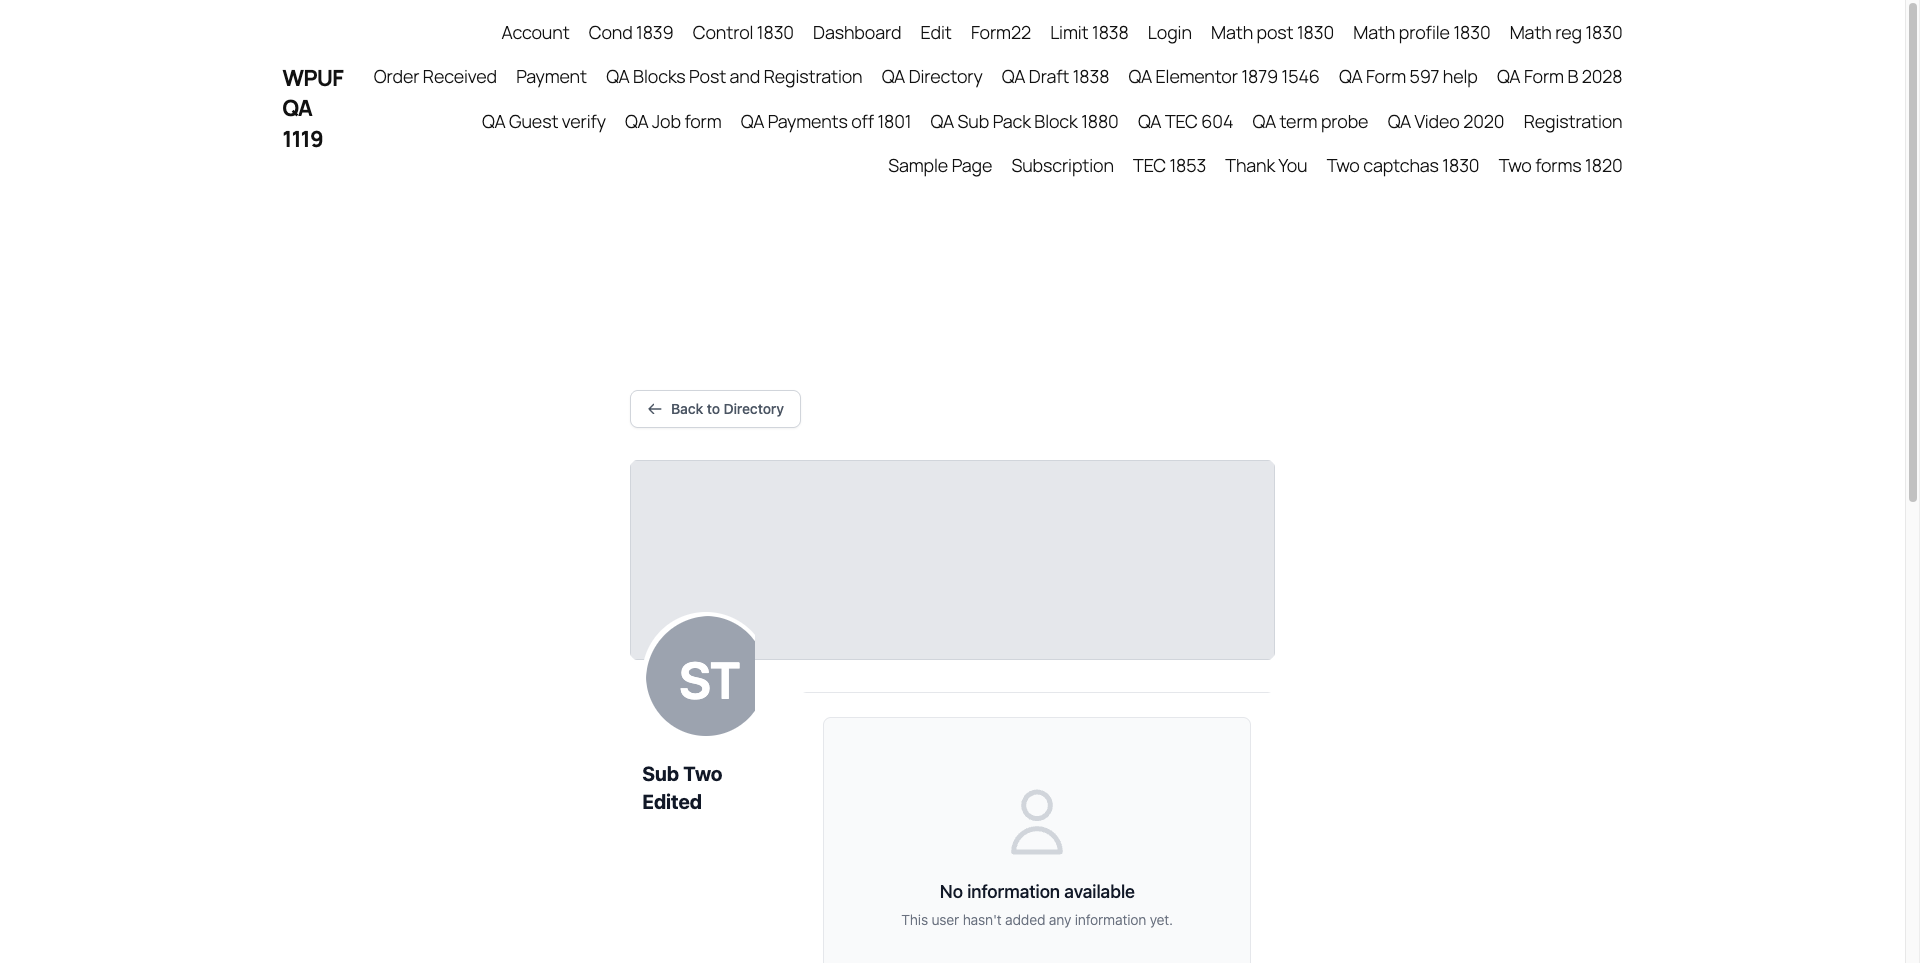 Account Cond 1839 Control 1830 Dashboard Edit Form22 Limit 1838 Login Math post 1830 Math profile 1830 Math reg 1830
WPUF
QA
1119
Order Received Payment QA Blocks Post and Registration QA Directory QA Draft 1838 QA Elementor 1879 1546 QA Form 597 help QA Form B 2028
QA Guest verify QA Job form QA Payments off 1801 QA Sub Pack Block 1880 QA TEC 604 QA term probe QA Video 2020 Registration
Sample Page Subscription TEC 1853 Thank You Two captchas 1830 Two forms 1820
Back to Directory
ST
Sub Two
Edited
No information available
This user hasn't added any information yet.